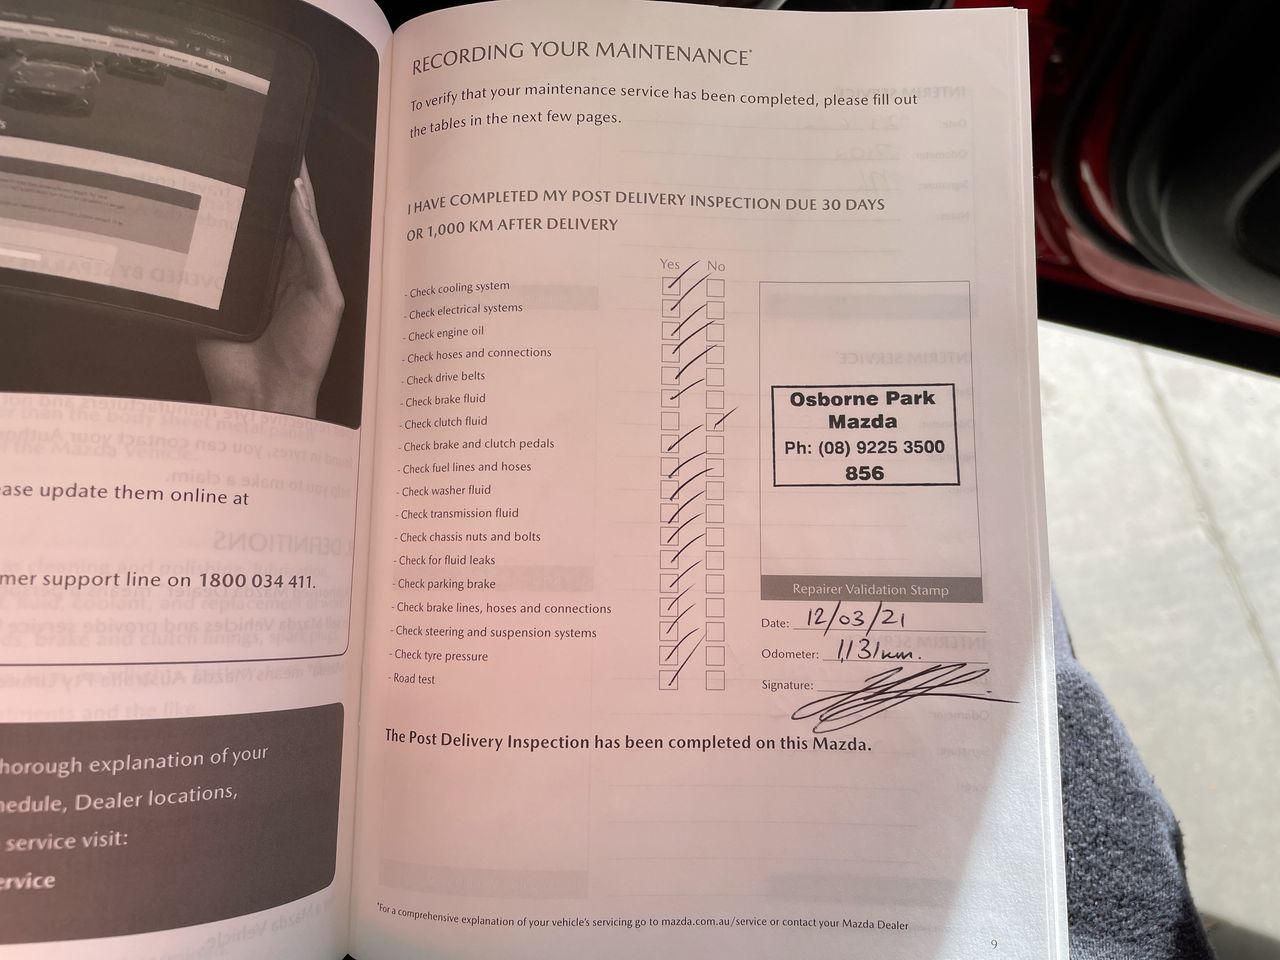 RECORDING YOUR MAINTENANCE*
To verify that your maintenance service has been completed, please fill out
the tables in the next few pages.
I HAVE COMPLETED MY POST DELIVERY INSPECTION DUE 30 DAYS
OR 1,000 KM AFTER DELIVERY
Yes No
- Check cooling system
- Check electrical systems
- Check engine oil
- Check hoses and connections
- Check drive belts
- Check brake fluid
- Check clutch fluid
- Check brake and clutch pedals
- Check fuel lines and hoses
- Check washer fluid
- Check transmission fluid
- Check chassis nuts and bolts
- Check for fluid leaks
- Check parking brake
- Check brake lines, hoses and connections
- Check steering and suspension systems
- Check tyre pressure
- Road test
Osborne Park
Mazda
Ph: (08) 9225 3500
856
Repairer Validation Stamp
Date: 12/03/21
Odometer: 1,131km.
Signature:
The Post Delivery Inspection has been completed on this Mazda.
*For a comprehensive explanation of your vehicle's servicing go to mazda.com.au/service or contact your Mazda Dealer
9
ease update them online at
mer support line on 1800 034 411.
horough explanation of your
hedule, Dealer locations,
service visit:
ervice